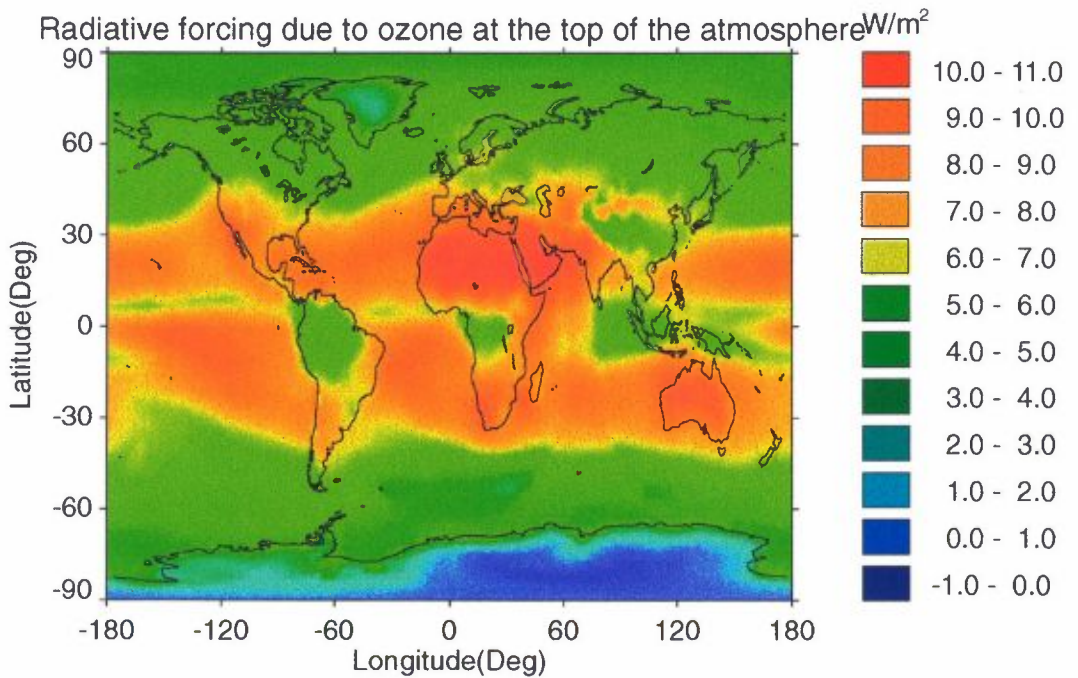 Radiative forcing due to ozone at the top of the atmosphere W/m²
90
60
30
0
-30
-60
-90
Latitude(Deg)
-180 -120 -60 0 60 120 180
Longitude(Deg)
10.0 - 11.0
9.0 - 10.0
8.0 - 9.0
7.0 - 8.0
6.0 - 7.0
5.0 - 6.0
4.0 - 5.0
3.0 - 4.0
2.0 - 3.0
1.0 - 2.0
0.0 - 1.0
-1.0 - 0.0